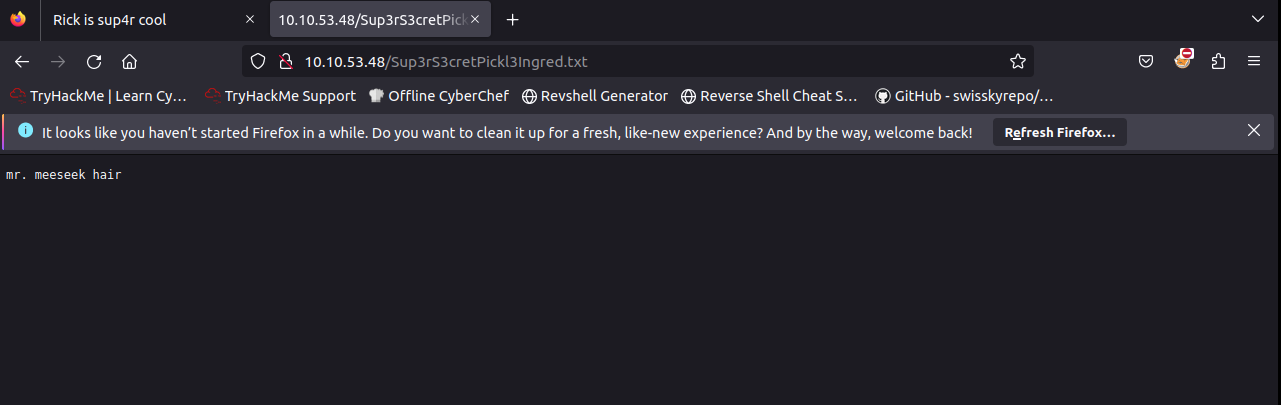 Rick is sup4r cool
10.10.53.48/Sup3rS3cretPick
10.10.53.48/Sup3rS3cretPickl3Ingred.txt
TryHackMe | Learn Cy…
TryHackMe Support
Offline CyberChef
Revshell Generator
Reverse Shell Cheat S…
GitHub - swisskyrepo/…
It looks like you haven’t started Firefox in a while. Do you want to clean it up for a fresh, like-new experience? And by the way, welcome back!
Refresh Firefox…
mr. meeseek hair